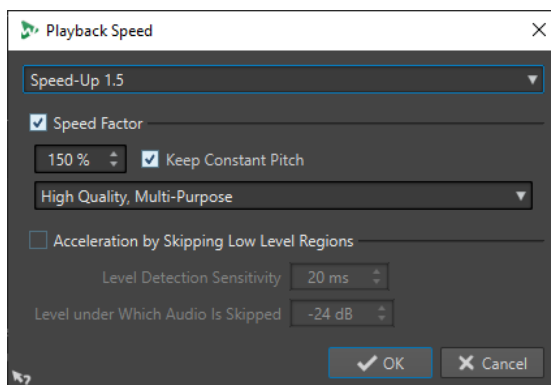 Playback Speed
Speed-Up 1.5
Speed Factor
150 % Keep Constant Pitch
High Quality, Multi-Purpose
Acceleration by Skipping Low Level Regions
Level Detection Sensitivity 20 ms
Level under Which Audio Is Skipped -24 dB
OK Cancel